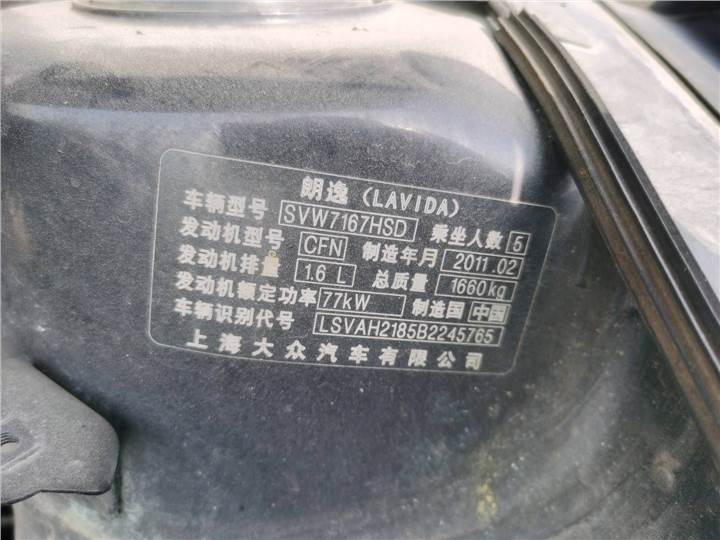 朗逸（LAVIDA）
车辆型号 SVW7167HSD 乘坐人数 5
发动机型号 CFN 制造年月 2011.02
发动机排量 1.6 L 总质量 1660kg
发动机额定功率 77kW 制造国 中国
车辆识别代号 LSVAH2185B2245765
上海大众汽车有限公司